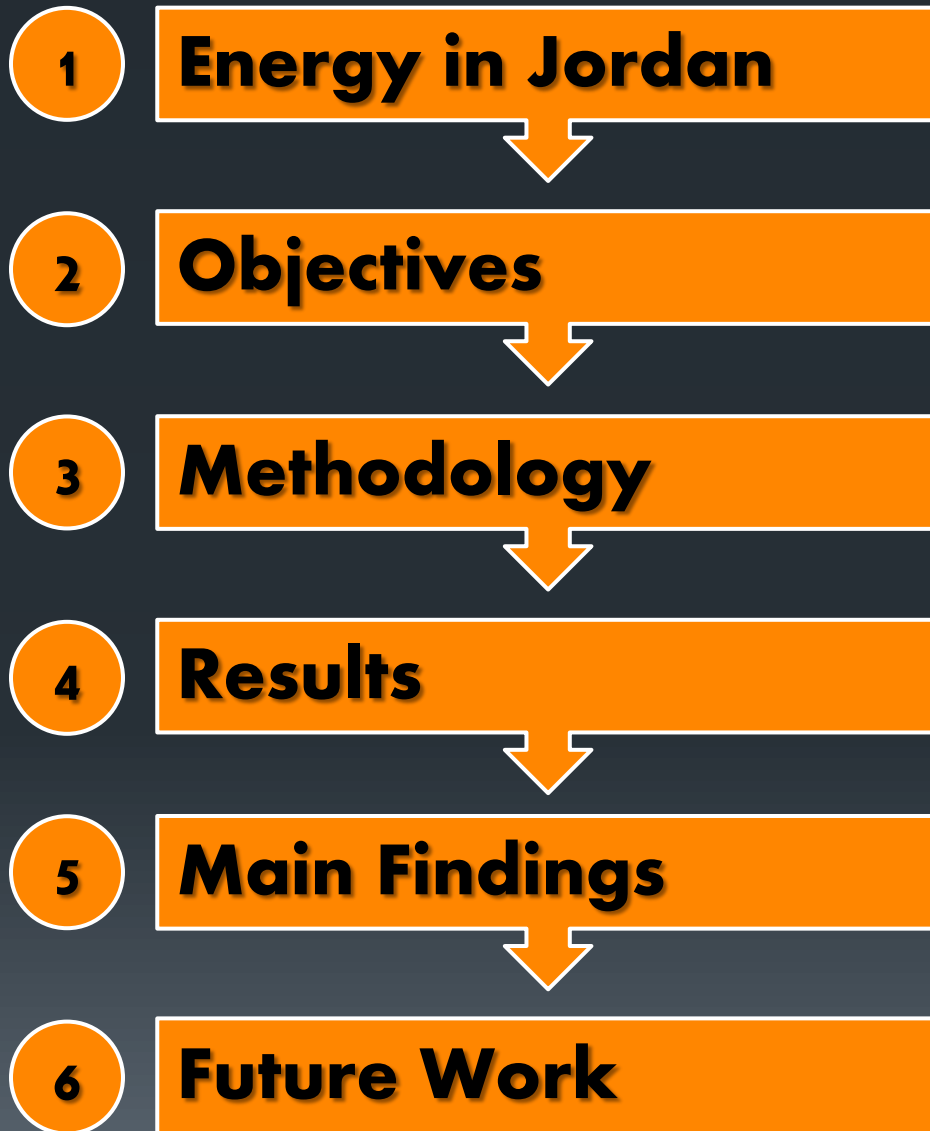 1 Energy in Jordan
2 Objectives
3 Methodology
4 Results
5 Main Findings
6 Future Work